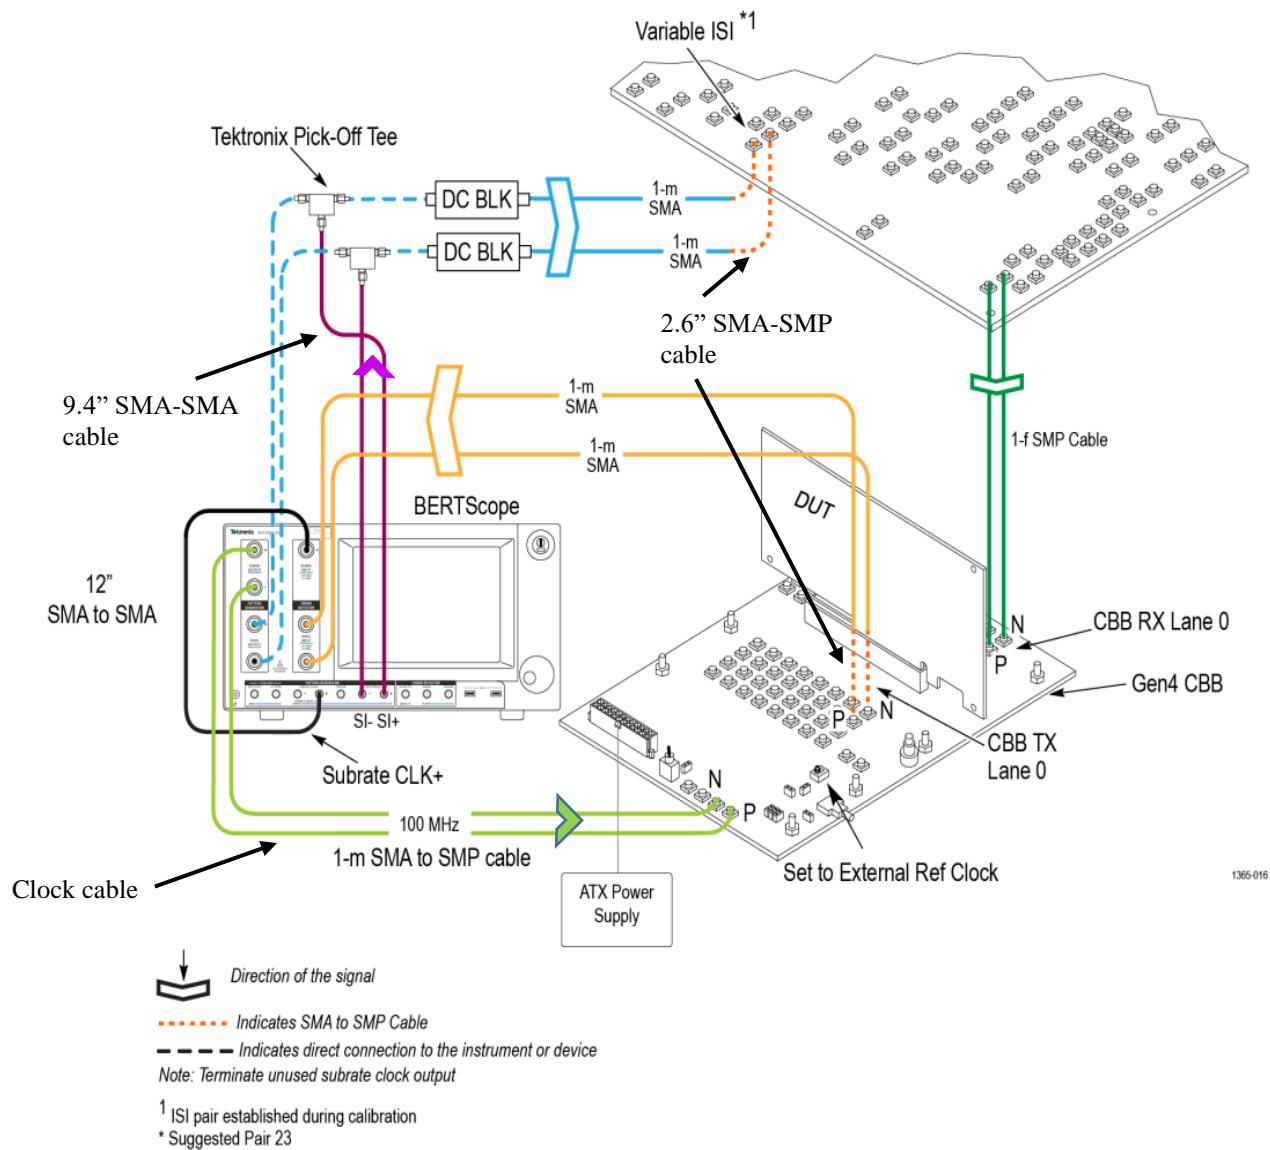 Variable ISI *1
Tektronix Pick-Off Tee
DC BLK
1-m
SMA
DC BLK
1-m
SMA
2.6” SMA-SMP
cable
9.4” SMA-SMA
cable
1-m
SMA
1-m
SMA
1-f SMP Cable
DUT
BERTScope
Tektronix
12”
SMA to SMA
N
P
CBB RX Lane 0
Gen4 CBB
SI- SI+
P
N
CBB TX
Lane 0
Subrate CLK+
N
P
100 MHz
1-m SMA to SMP cable
Set to External Ref Clock
Clock cable
ATX Power
Supply
1365-016
Direction of the signal
Indicates SMA to SMP Cable
Indicates direct connection to the instrument or device
Note: Terminate unused subrate clock output
1 ISI pair established during calibration
* Suggested Pair 23